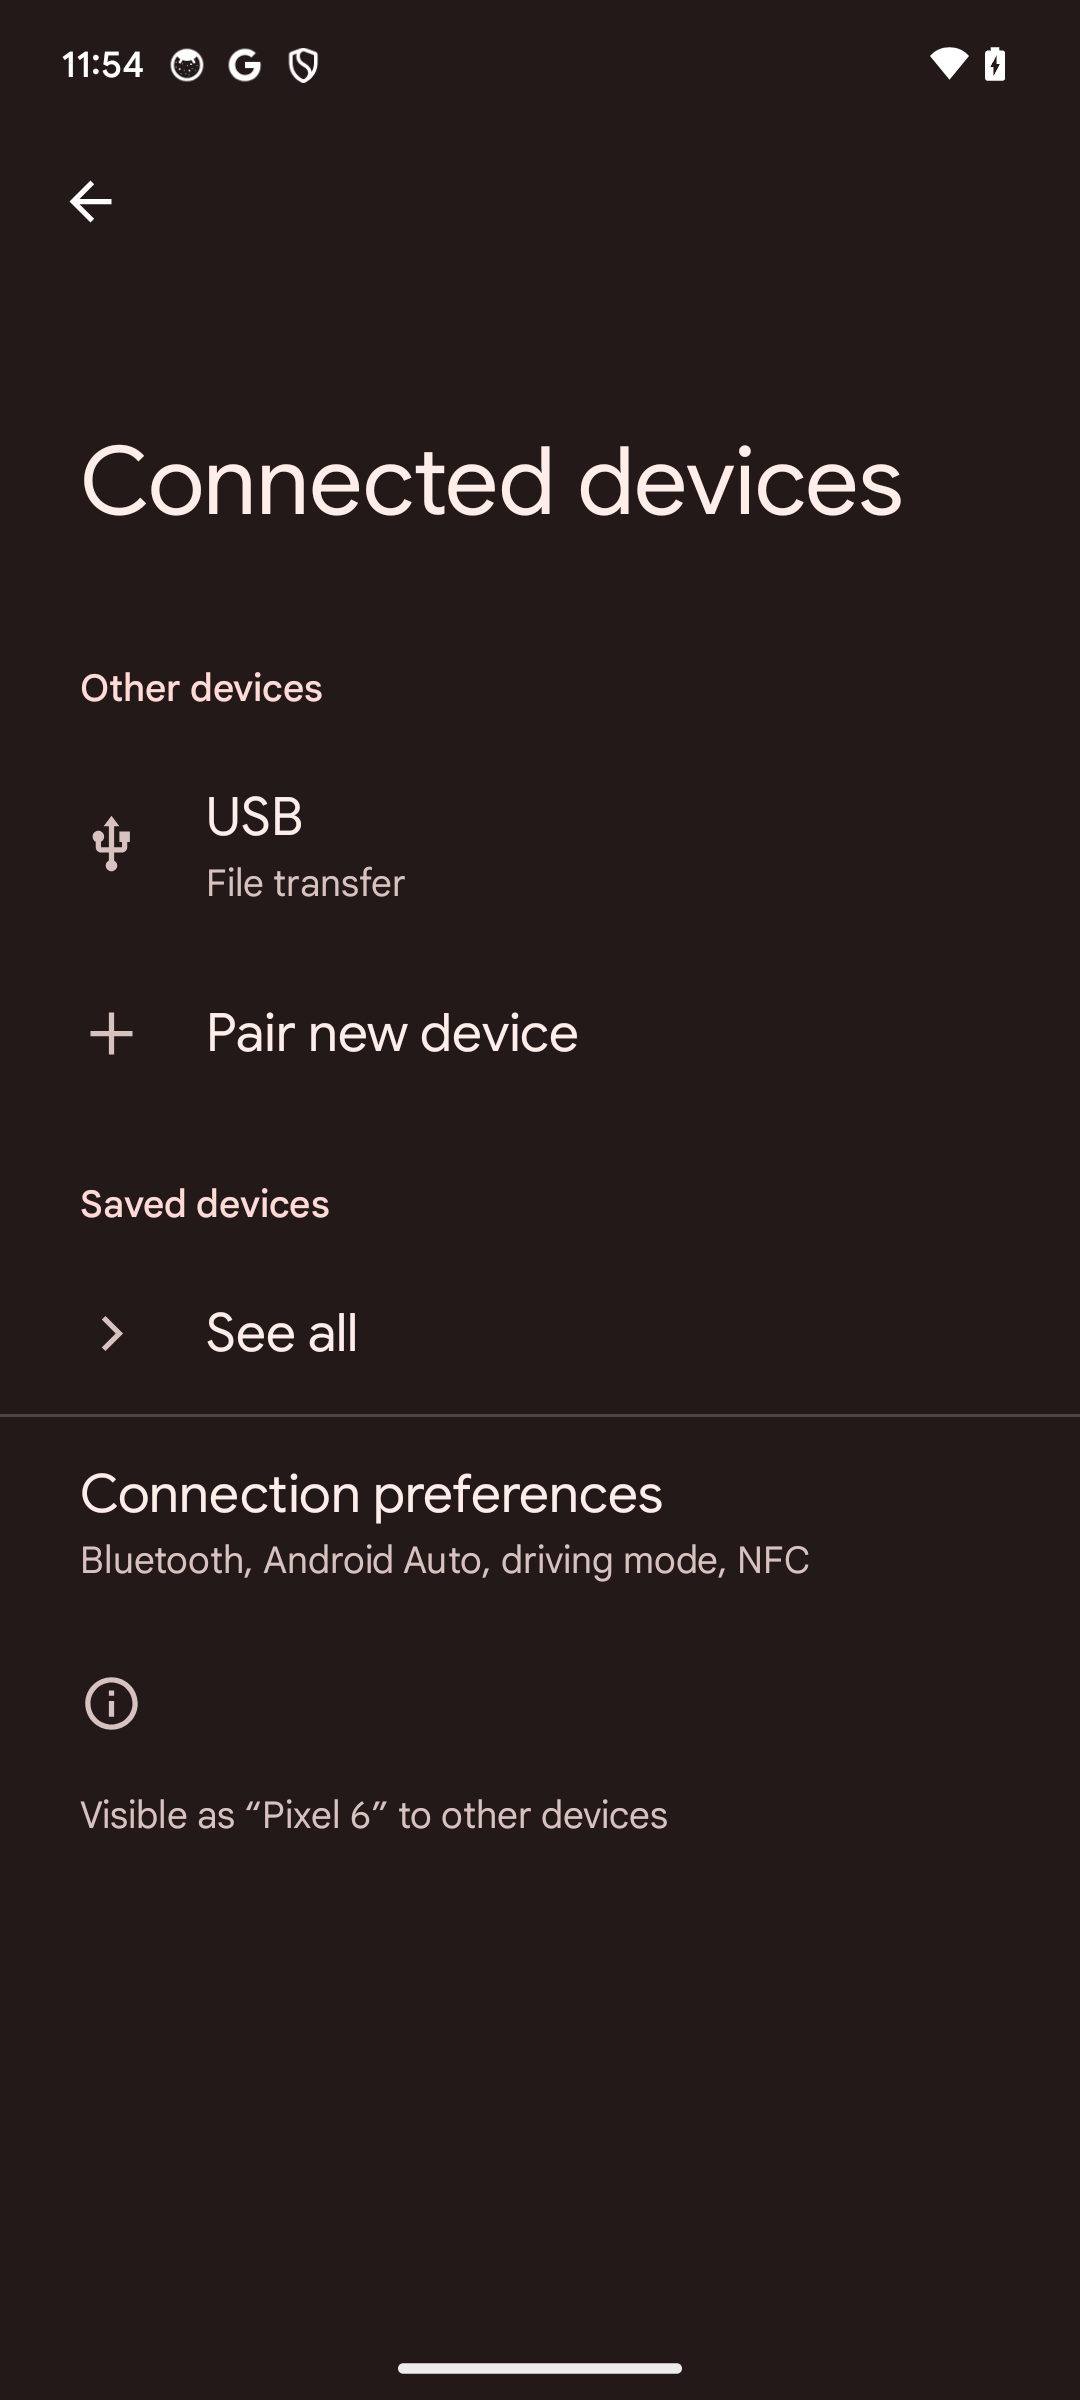 11:54
Connected devices
Other devices
USB
File transfer
Pair new device
Saved devices
See all
Connection preferences
Bluetooth, Android Auto, driving mode, NFC
Visible as “Pixel 6” to other devices